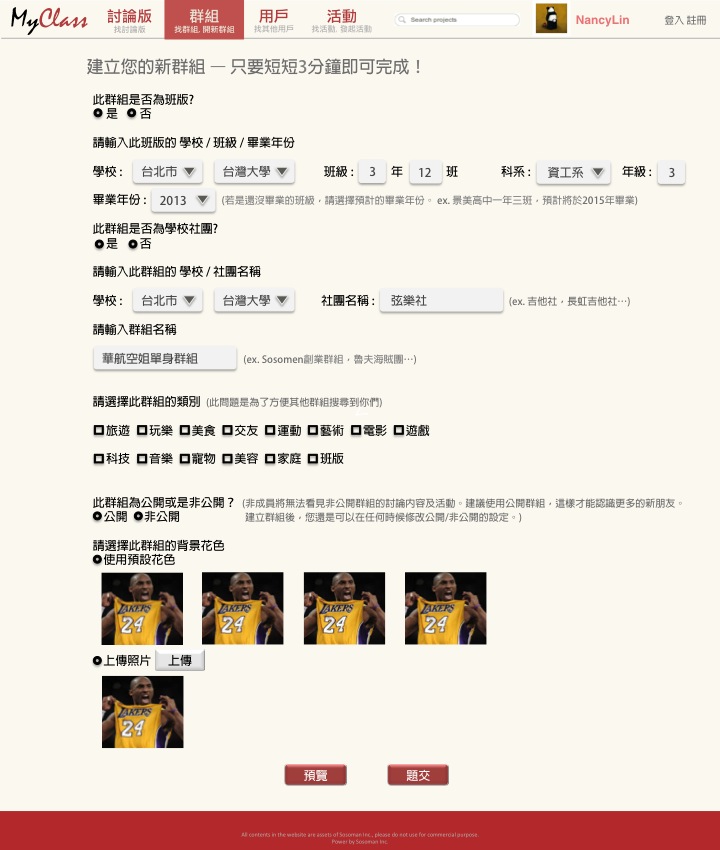 MyClass
討論版 群組 用戶 活動 Search projects NancyLin 登入 註冊
找討論版 找群組, 開新群組 找其他用戶 找活動, 發起活動
建立您的新群組 — 只要短短3分鐘即可完成！
此群組是否為班版?
是 否
請輸入此班版的 學校 / 班級 / 畢業年份
學校： 台北市 台灣大學 班級： 3 年 12 班 科系： 資工系 年級： 3
畢業年份： 2013 (若是還沒畢業的班級，請選擇預計的畢業年份。 ex. 景美高中一年三班，預計將於2015年畢業)
此群組是否為學校社團?
是 否
請輸入此群組的 學校 / 社團名稱
學校： 台北市 台灣大學 社團名稱： 弦樂社 (ex. 吉他社，長虹吉他社…)
請輸入群組名稱
華航空姐單身群組 (ex. Sosomen創業群組，魯夫海賊團…)
請選擇此群組的類別 (此問題是為了方便其他群組搜尋到你們)
旅遊 玩樂 美食 交友 運動 藝術 電影 遊戲
科技 音樂 寵物 美容 家庭 班版
此群組為公開或是非公開？ (非成員將無法看見非公開群組的討論內容及活動。建議使用公開群組，這樣才能認識更多的新朋友。
公開 非公開 建立群組後，您還是可以在任何時候修改公開/非公開的設定。)
請選擇此群組的背景花色
使用預設花色
LAKERS 24 LAKERS 24 LAKERS 24 LAKERS 24
上傳照片 上傳
LAKERS 24
預覽 題交
All contents in the website are assets of Sosoman Inc., please do not use for commercial purpose.
Power by Sosoman Inc.